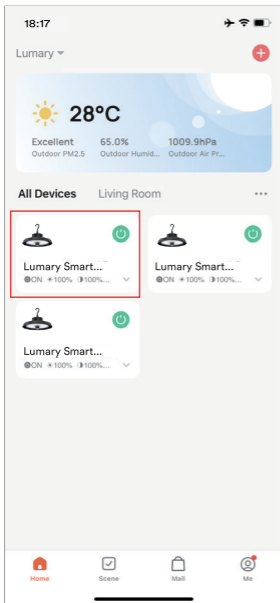 18:17
Lumary
28°C
Excellent 65.0% 1009.9hPa
Outdoor PM2.5 Outdoor Humid... Outdoor Air Pr...
All Devices Living Room ...
Lumary Smart... Lumary Smart...
ON 100% 100%... ON 100% 100%...
Lumary Smart...
ON 100% 100%...
Home Scene Mall Me